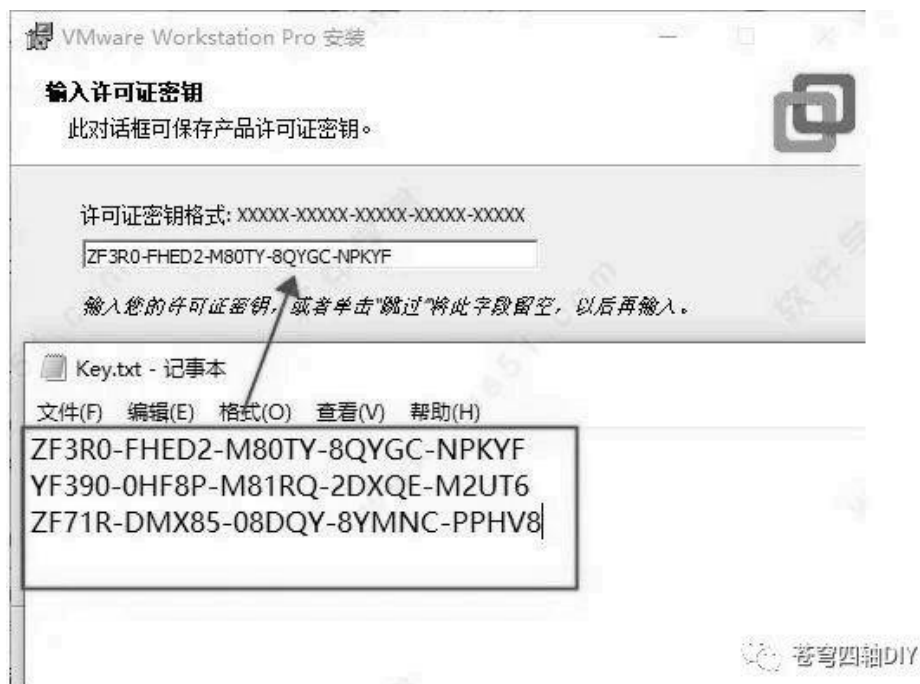 VMware Workstation Pro 安装
输入许可证密钥
此对话框可保存产品许可证密钥。
许可证密钥格式: XXXXX-XXXXX-XXXXX-XXXXX-XXXXX
ZF3R0-FHED2-M80TY-8QYGC-NPKYF
输入您的许可证密钥，或者单击"跳过"将此字段留空，以后再输入。
Key.txt - 记事本
文件(F) 编辑(E) 格式(O) 查看(V) 帮助(H)
ZF3R0-FHED2-M80TY-8QYGC-NPKYF
YF390-0HF8P-M81RQ-2DXQE-M2UT6
ZF71R-DMX85-08DQY-8YMNC-PPHV8
苍穹四轴DIY